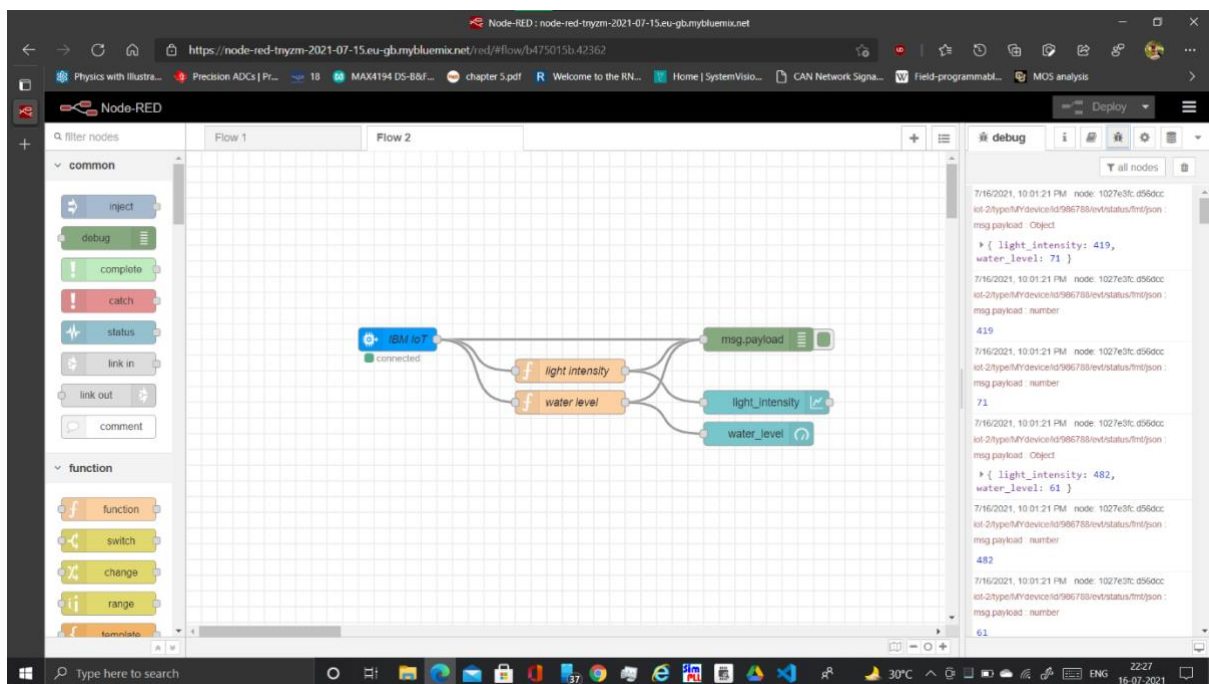 Node-RED : node-red-tnyzm-2021-07-15.eu-gb.mybluemix.net
https://node-red-tnyzm-2021-07-15.eu-gb.mybluemix.net/red/#flow/b475015b.42362
Physics with Illustra...
Precision ADCs | Pr...
18
MAX4194 DS-B&F...
chapter 5.pdf
Welcome to the RN...
Home | SystemVisio...
CAN Network Signa...
Field-programmabl...
MOS analysis
Node-RED
Deploy
filter nodes
Flow 1
Flow 2
debug
all nodes
common
inject
debug
complete
catch
status
link in
link out
comment
function
function
switch
change
range
template
IBM IoT
connected
light intensity
water level
msg.payload
light_intensity
water_level
7/16/2021, 10:01:21 PM node: 1027e3fc.d56dcc
iot-2/type/MYdevice/id/986788/evt/status/fmt/json :
msg.payload : Object
{ light_intensity: 419,
water_level: 71 }
7/16/2021, 10:01:21 PM node: 1027e3fc.d56dcc
iot-2/type/MYdevice/id/986788/evt/status/fmt/json :
msg.payload : number
419
7/16/2021, 10:01:21 PM node: 1027e3fc.d56dcc
iot-2/type/MYdevice/id/986788/evt/status/fmt/json :
msg.payload : number
71
7/16/2021, 10:01:21 PM node: 1027e3fc.d56dcc
iot-2/type/MYdevice/id/986788/evt/status/fmt/json :
msg.payload : Object
{ light_intensity: 482,
water_level: 61 }
7/16/2021, 10:01:21 PM node: 1027e3fc.d56dcc
iot-2/type/MYdevice/id/986788/evt/status/fmt/json :
msg.payload : number
482
7/16/2021, 10:01:21 PM node: 1027e3fc.d56dcc
iot-2/type/MYdevice/id/986788/evt/status/fmt/json :
msg.payload : number
61
Type here to search
37
30°C
ENG
22:27
16-07-2021